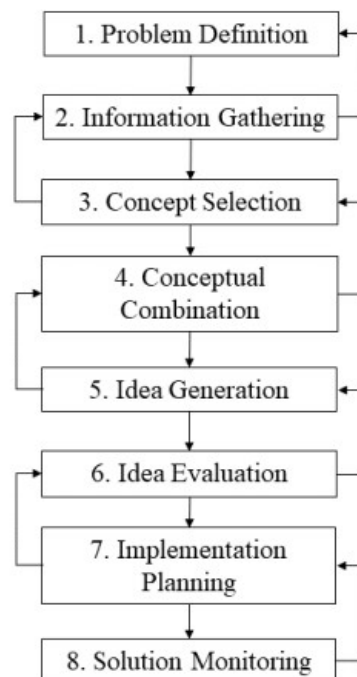 1. Problem Definition
2. Information Gathering
3. Concept Selection
4. Conceptual
Combination
5. Idea Generation
6. Idea Evaluation
7. Implementation
Planning
8. Solution Monitoring